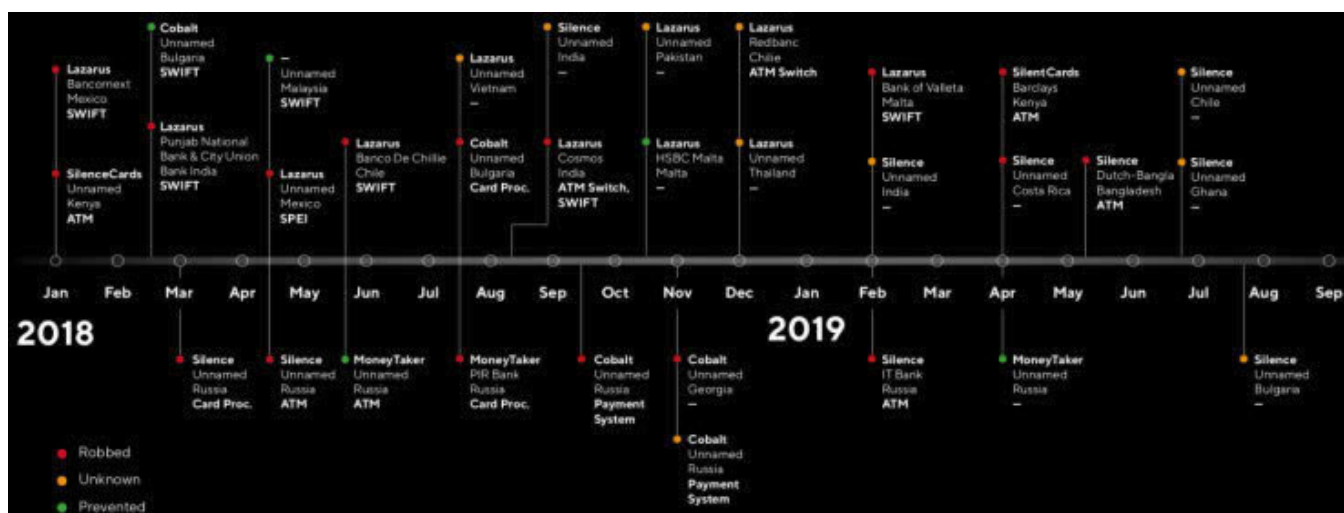 Cobalt
Unnamed
Bulgaria
SWIFT
Silence
Unnamed
India
–
Lazarus
Unnamed
Pakistan
–
Lazarus
Redbanc
Chilie
ATM Switch
Lazarus
Bancomext
Mexico
SWIFT
–
Unnamed
Malaysia
SWIFT
Lazarus
Unnamed
Vietnam
–
Lazarus
Bank of Valleta
Malta
SWIFT
SilentCards
Barclays
Kenya
ATM
Silence
Unnamed
Chile
–
Lazarus
Punjab National
Bank & City Union
Bank India
SWIFT
Lazarus
Banco De Chillie
Chile
SWIFT
Cobalt
Unnamed
Bulgaria
Card Proc.
Lazarus
Cosmos
India
ATM Switch,
SWIFT
Lazarus
HSBC Malta
Malta
–
Lazarus
Unnamed
Thailand
–
SilenceCards
Unnamed
Kenya
ATM
Lazarus
Unnamed
Mexico
SPEI
Silence
Unnamed
India
–
Silence
Unnamed
Costa Rica
–
Silence
Dutch-Bangla
Bangladesh
ATM
Silence
Unnamed
Ghana
–
Jan Feb Mar Apr May Jun Jul Aug Sep Oct Nov Dec Jan Feb Mar Apr May Jun Jul Aug Sep
2018 2019
Silence
Unnamed
Russia
Card Proc.
Silence
Unnamed
Russia
ATM
MoneyTaker
Unnamed
Russia
ATM
MoneyTaker
PIR Bank
Russia
Card Proc.
Cobalt
Unnamed
Russia
Payment
System
Cobalt
Unnamed
Georgia
–
Cobalt
Unnamed
Russia
Payment
System
Silence
IT Bank
Russia
ATM
MoneyTaker
Unnamed
Russia
–
Silence
Unnamed
Bulgaria
–
Robbed
Unknown
Prevented